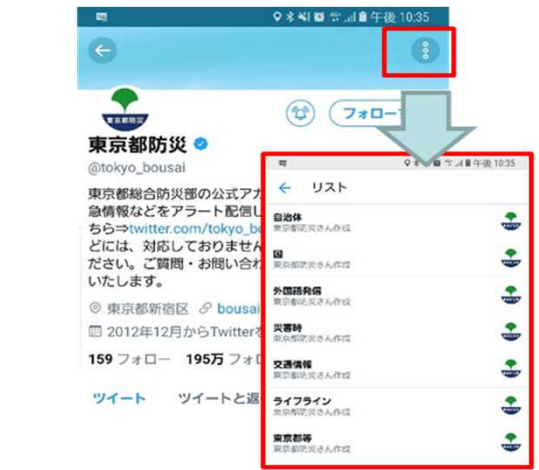 午後 10:35
東京都防災
フォロー
東京都防災
@tokyo_bousai
東京都総合防災部の公式アカ
急情報などをアラート配信し
ちら⇒twitter.com/tokyo_bo
どには、対応しておりません
ださい。ご質問・お問い合わ
いたします。
東京都新宿区 bousai
2012年12月からTwitterを
159 フォロー 195万 フォロ
ツイート ツイートと返
午後 10:35
リスト
自治体
東京都防災さん作成
国
東京都防災さん作成
外国語発信
東京都防災さん作成
災害時
東京都防災さん作成
交通情報
東京都防災さん作成
ライフライン
東京都防災さん作成
東京都等
東京都防災さん作成